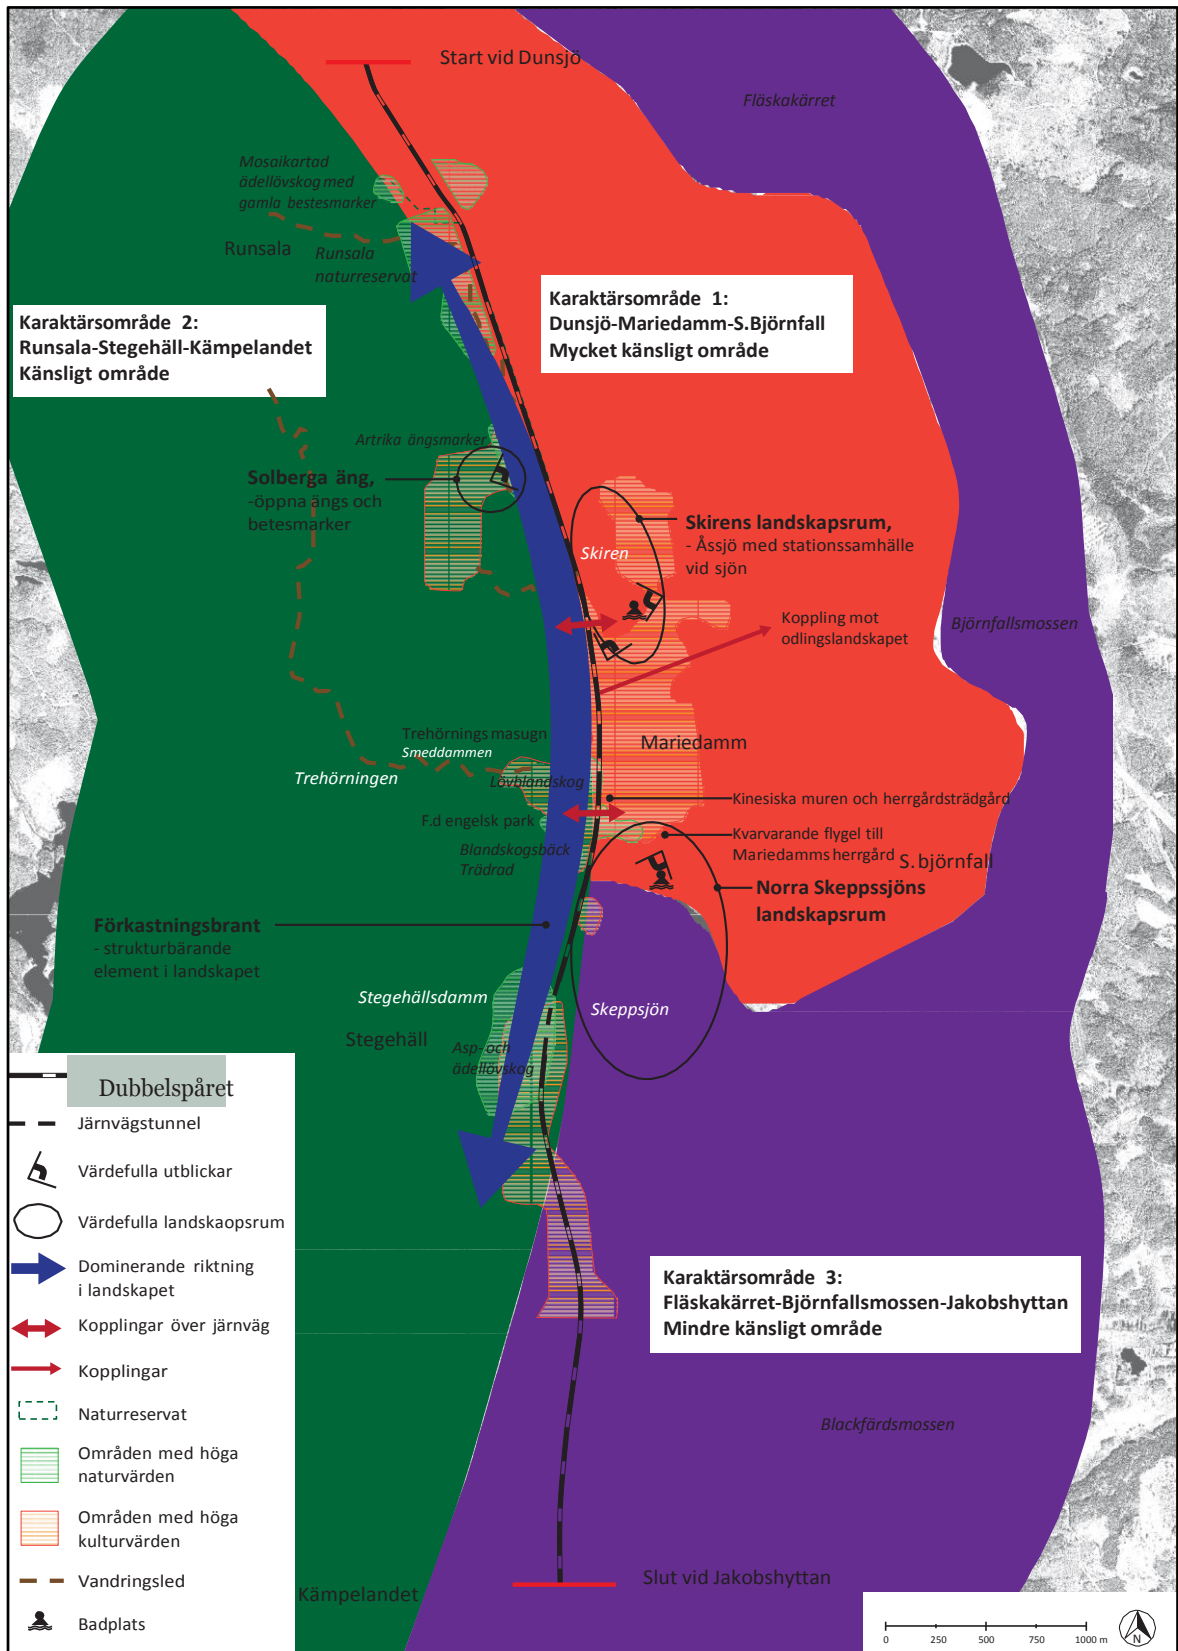 Start vid Dunsjö
Fläskakärret
Mosaikartad
ädellövskog med
gamla bestesmarker
Runsala
Runsala
naturreservat
Karaktärsområde 1:
Dunsjö-Mariedamm-S.Björnfall
Mycket känsligt område
Karaktärsområde 2:
Runsala-Stegehäll-Kämpelandet
Känsligt område
Artrika ängsmarker
Solberga äng,
-öppna ängs och
betesmarker
Skirens landskapsrum,
- Åssjö med stationssamhälle
vid sjön
Skiren
Koppling mot
odlingslandskapet
Björnfallsmossen
Trehörnings masugn
Smeddammen
Mariedamm
Trehörningen
Lövblandskog
Kinesiska muren och herrgårdsträdgård
F.d engelsk park
Kvarvarande flygel till
Mariedamms herrgård
S. björnfall
Blandskogsbäck
Trädrad
Norra Skeppssjöns
landskapsrum
Förkastningsbrant
- strukturbärande
element i landskapet
Stegehällsdamm
Skeppsjön
Stegehäll
Asp- och
ädellövskog
Dubbelspåret
Järnvägstunnel
Värdefulla utblickar
Värdefulla landskaopsrum
Dominerande riktning
i landskapet
Kopplingar över järnväg
Kopplingar
Naturreservat
Områden med höga
naturvärden
Områden med höga
kulturvärden
Vandringsled
Badplats
Karaktärsområde 3:
Fläskakärret-Björnfallsmossen-Jakobshyttan
Mindre känsligt område
Blackfärdsmossen
Kämpelandet
Slut vid Jakobshyttan
0 250 500 750 1000 m
N